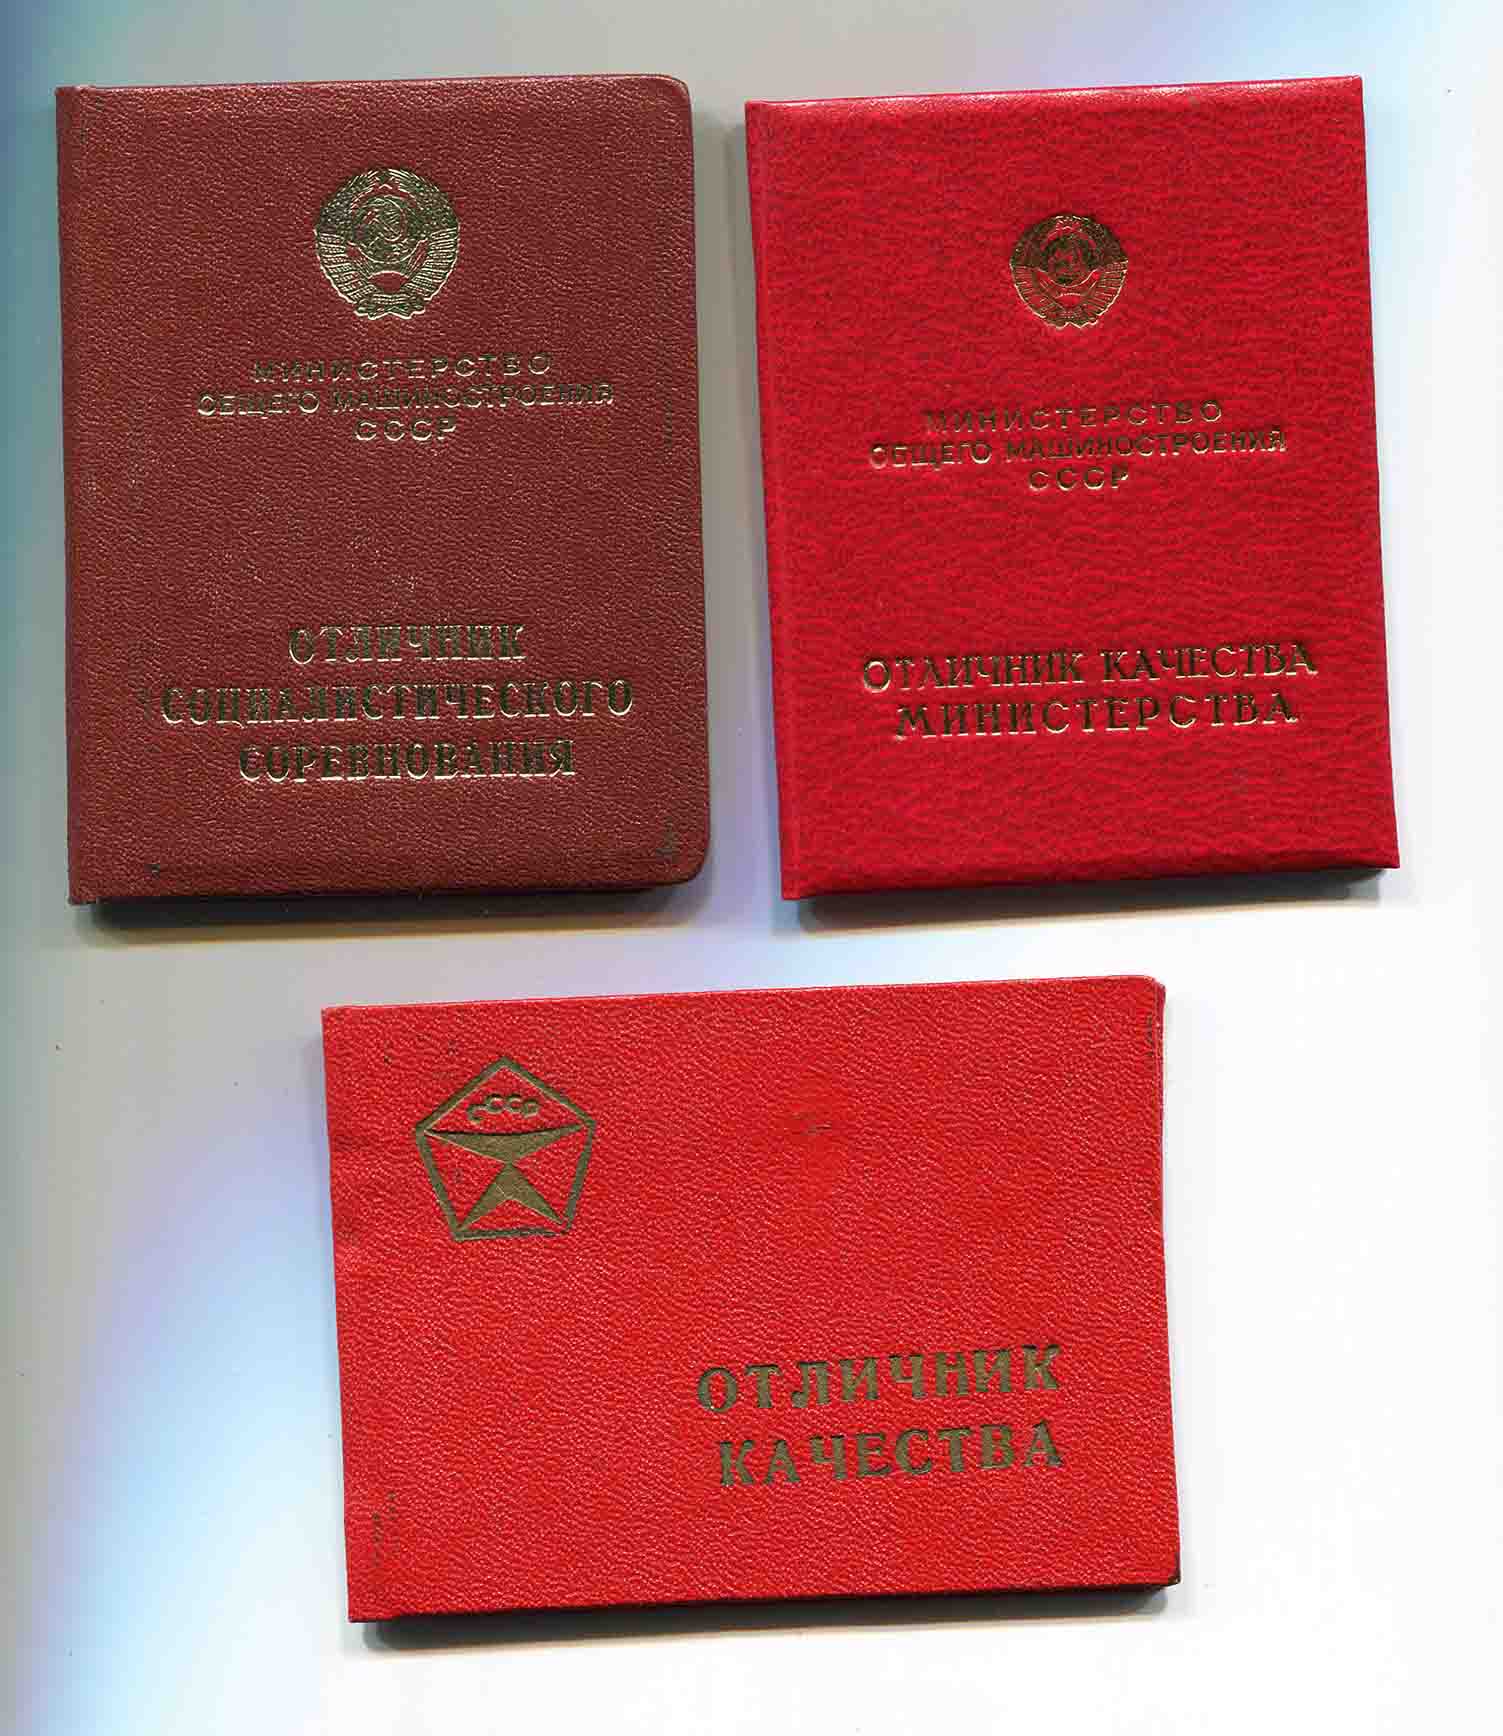 МИНИСТЕРСТВО
ОБЩЕГО МАШИНОСТРОЕНИЯ
СССР
ОТЛИЧНИК
СОЦИАЛИСТИЧЕСКОГО
СОРЕВНОВАНИЯ
МИНИСТЕРСТВО
ОБЩЕГО МАШИНОСТРОЕНИЯ
СССР
ОТЛИЧНИК КАЧЕСТВА
МИНИСТЕРСТВА
СССР
ОТЛИЧНИК
КАЧЕСТВА